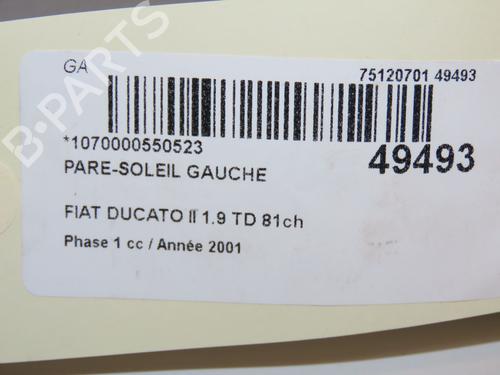 GA
75120701 49493
*1070000550523
49493
PARE-SOLEIL GAUCHE
FIAT DUCATO II 1.9 TD 81ch
Phase 1 cc / Année 2001
B-PARTS